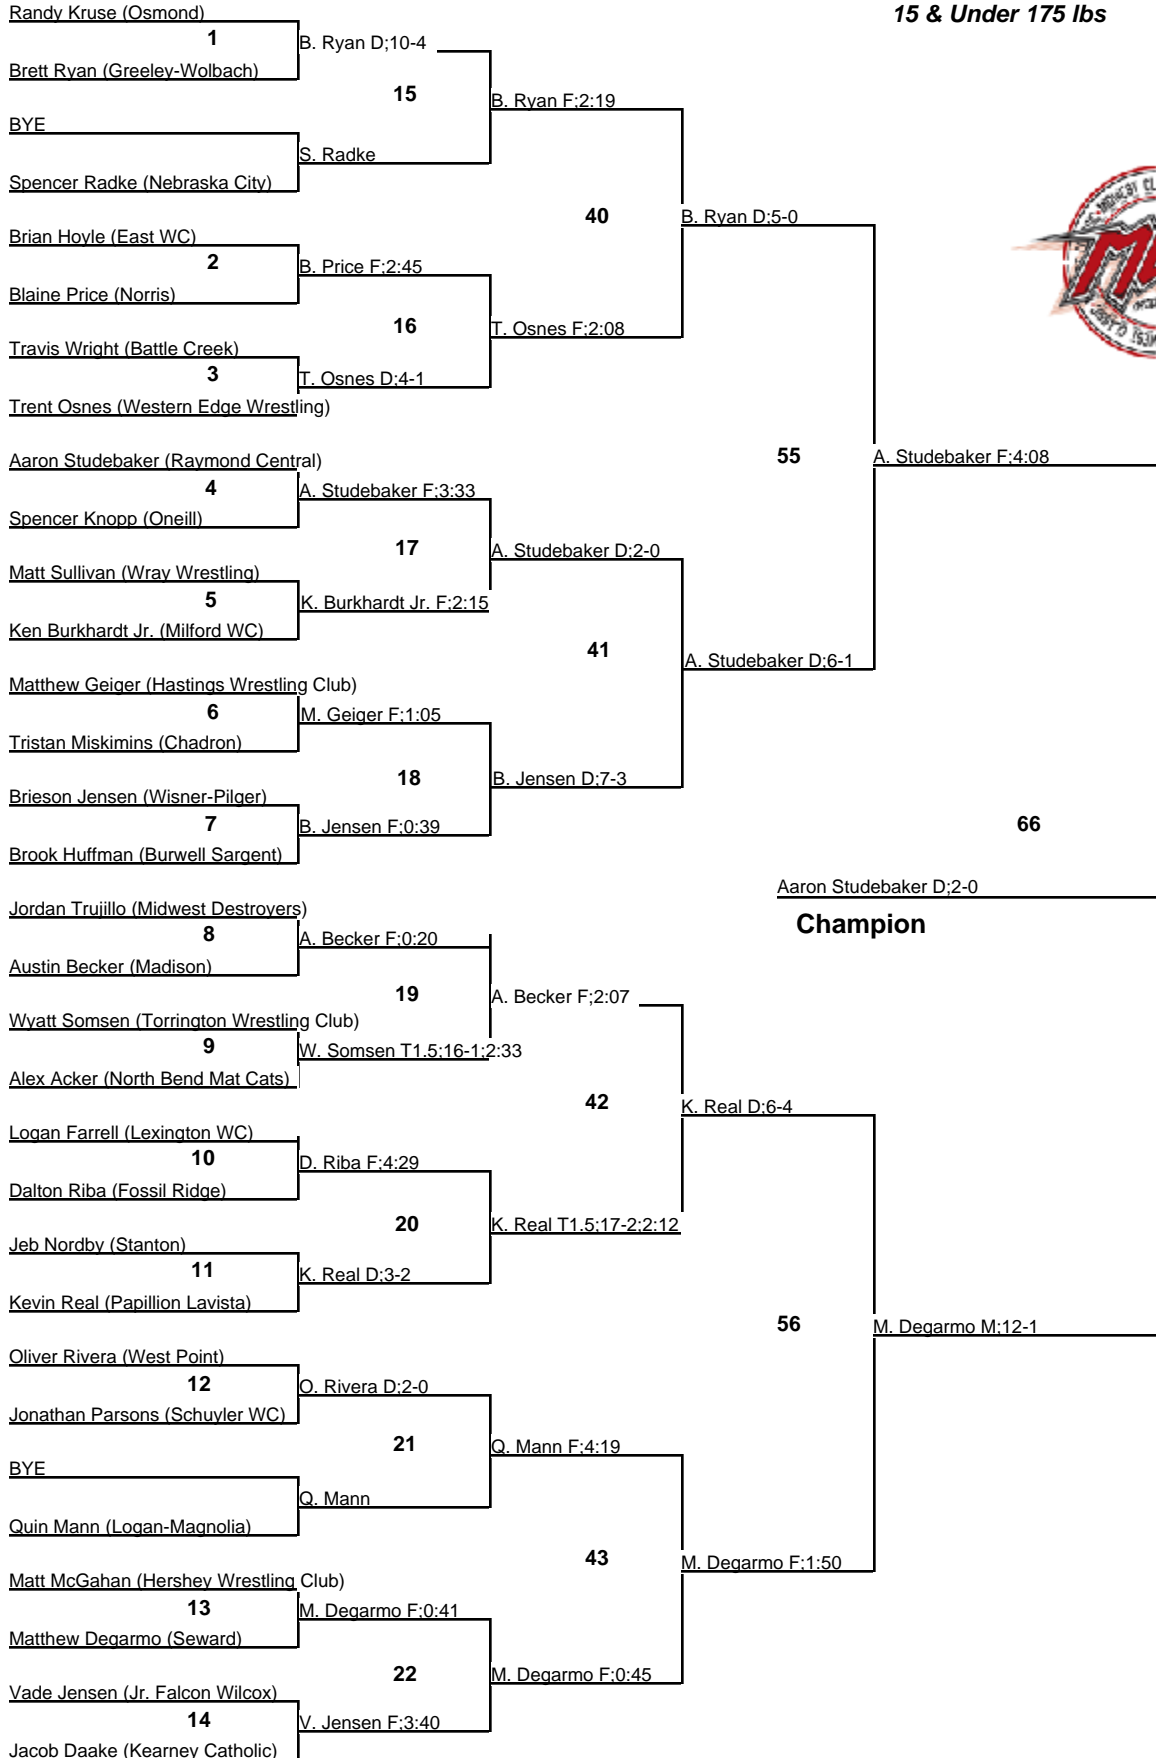 Randy Kruse (Osmond)
15 & Under 175 lbs
1
B. Ryan D;10-4
Brett Ryan (Greeley-Wolbach)
15
B. Ryan F;2:19
BYE
S. Radke
Spencer Radke (Nebraska City)
40
B. Ryan D;5-0
Brian Hoyle (East WC)
2
B. Price F;2:45
Blaine Price (Norris)
16
T. Osnes F;2:08
Travis Wright (Battle Creek)
3
T. Osnes D;4-1
Trent Osnes (Western Edge Wrestling)
55
A. Studebaker F;4:08
Aaron Studebaker (Raymond Central)
4
A. Studebaker F;3:33
Spencer Knopp (Oneill)
17
A. Studebaker D;2-0
Matt Sullivan (Wray Wrestling)
5
K. Burkhardt Jr. F;2:15
Ken Burkhardt Jr. (Milford WC)
41
A. Studebaker D;6-1
Matthew Geiger (Hastings Wrestling Club)
6
M. Geiger F;1:05
Tristan Miskimins (Chadron)
18
B. Jensen D;7-3
Brieson Jensen (Wisner-Pilger)
7
B. Jensen F;0:39
66
Brook Huffman (Burwell Sargent)
Aaron Studebaker D;2-0
Champion
Jordan Trujillo (Midwest Destroyers)
8
A. Becker F;0:20
Austin Becker (Madison)
19
A. Becker F;2:07
Wyatt Somsen (Torrington Wrestling Club)
9
W. Somsen T1.5;16-1;2:33
Alex Acker (North Bend Mat Cats)
42
K. Real D;6-4
Logan Farrell (Lexington WC)
10
D. Riba F;4:29
Dalton Riba (Fossil Ridge)
20
K. Real T1.5;17-2;2:12
Jeb Nordby (Stanton)
11
K. Real D;3-2
Kevin Real (Papillion Lavista)
56
M. Degarmo M;12-1
Oliver Rivera (West Point)
12
O. Rivera D;2-0
Jonathan Parsons (Schuyler WC)
21
Q. Mann F;4:19
BYE
Q. Mann
Quin Mann (Logan-Magnolia)
43
M. Degarmo F;1:50
Matt McGahan (Hershey Wrestling Club)
13
M. Degarmo F;0:41
Matthew Degarmo (Seward)
22
M. Degarmo F;0:45
Vade Jensen (Jr. Falcon Wilcox)
14
V. Jensen F;3:40
Jacob Daake (Kearney Catholic)